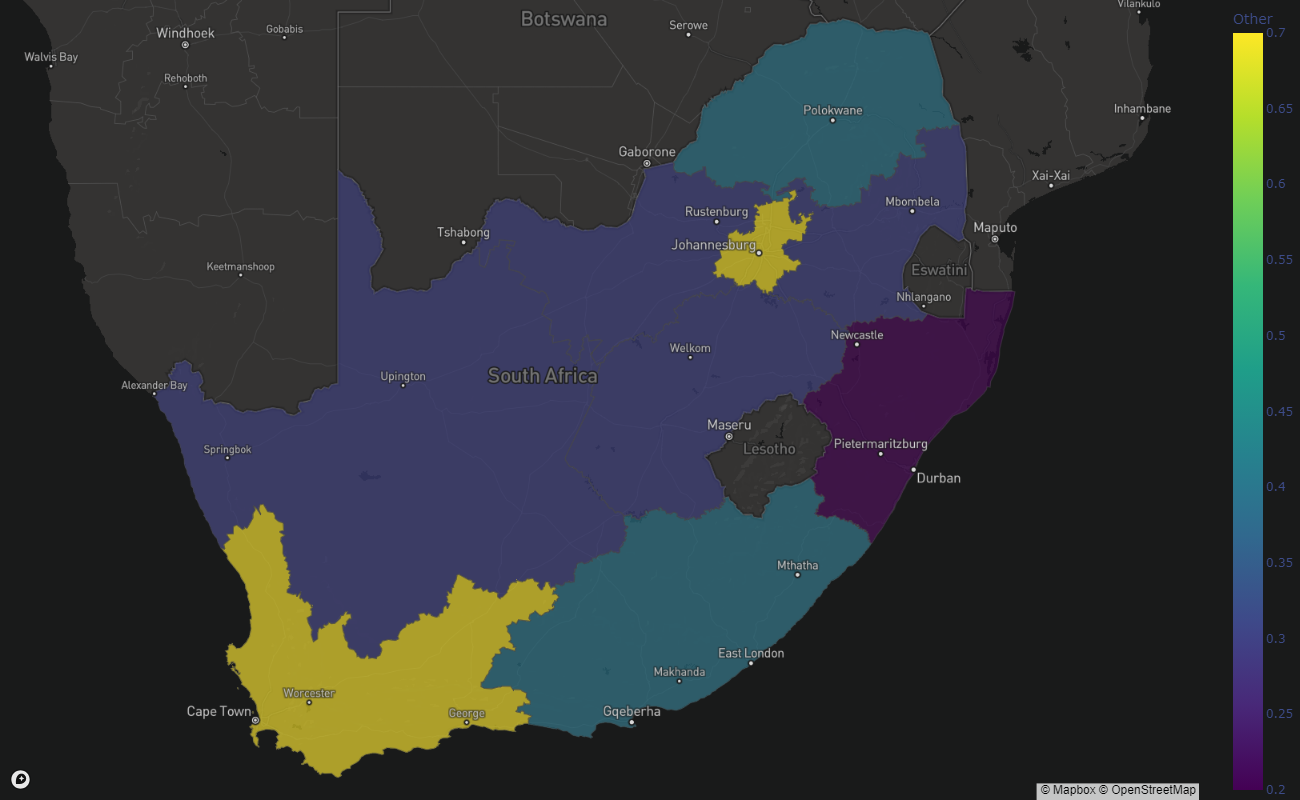 Botswana
Vilankulo
Serowe
Windhoek
Gobabis
Walvis Bay
Rehoboth
Polokwane
Inhambane
Gaborone
Xai-Xai
Mbombela
Rustenburg
Tshabong
Maputo
Johannesburg
Keetmanshoop
Eswatini
Nhlangano
Newcastle
Welkom
South Africa
Upington
Alexander Bay
Maseru
Pietermaritzburg
Lesotho
Springbok
Durban
Mthatha
East London
Makhanda
Worcester
Cape Town
George
Gqeberha
Other
0.7
0.65
0.6
0.55
0.5
0.45
0.4
0.35
0.3
0.25
0.2
© Mapbox © OpenStreetMap